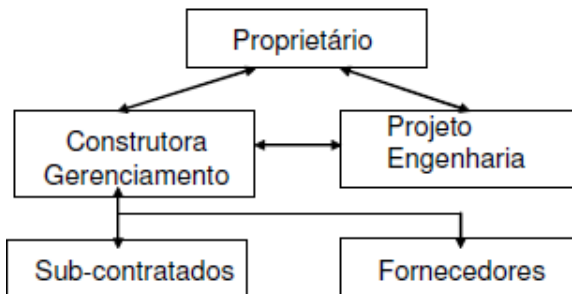 Proprietário
Construtora
Gerenciamento
Projeto
Engenharia
Sub-contratados
Fornecedores